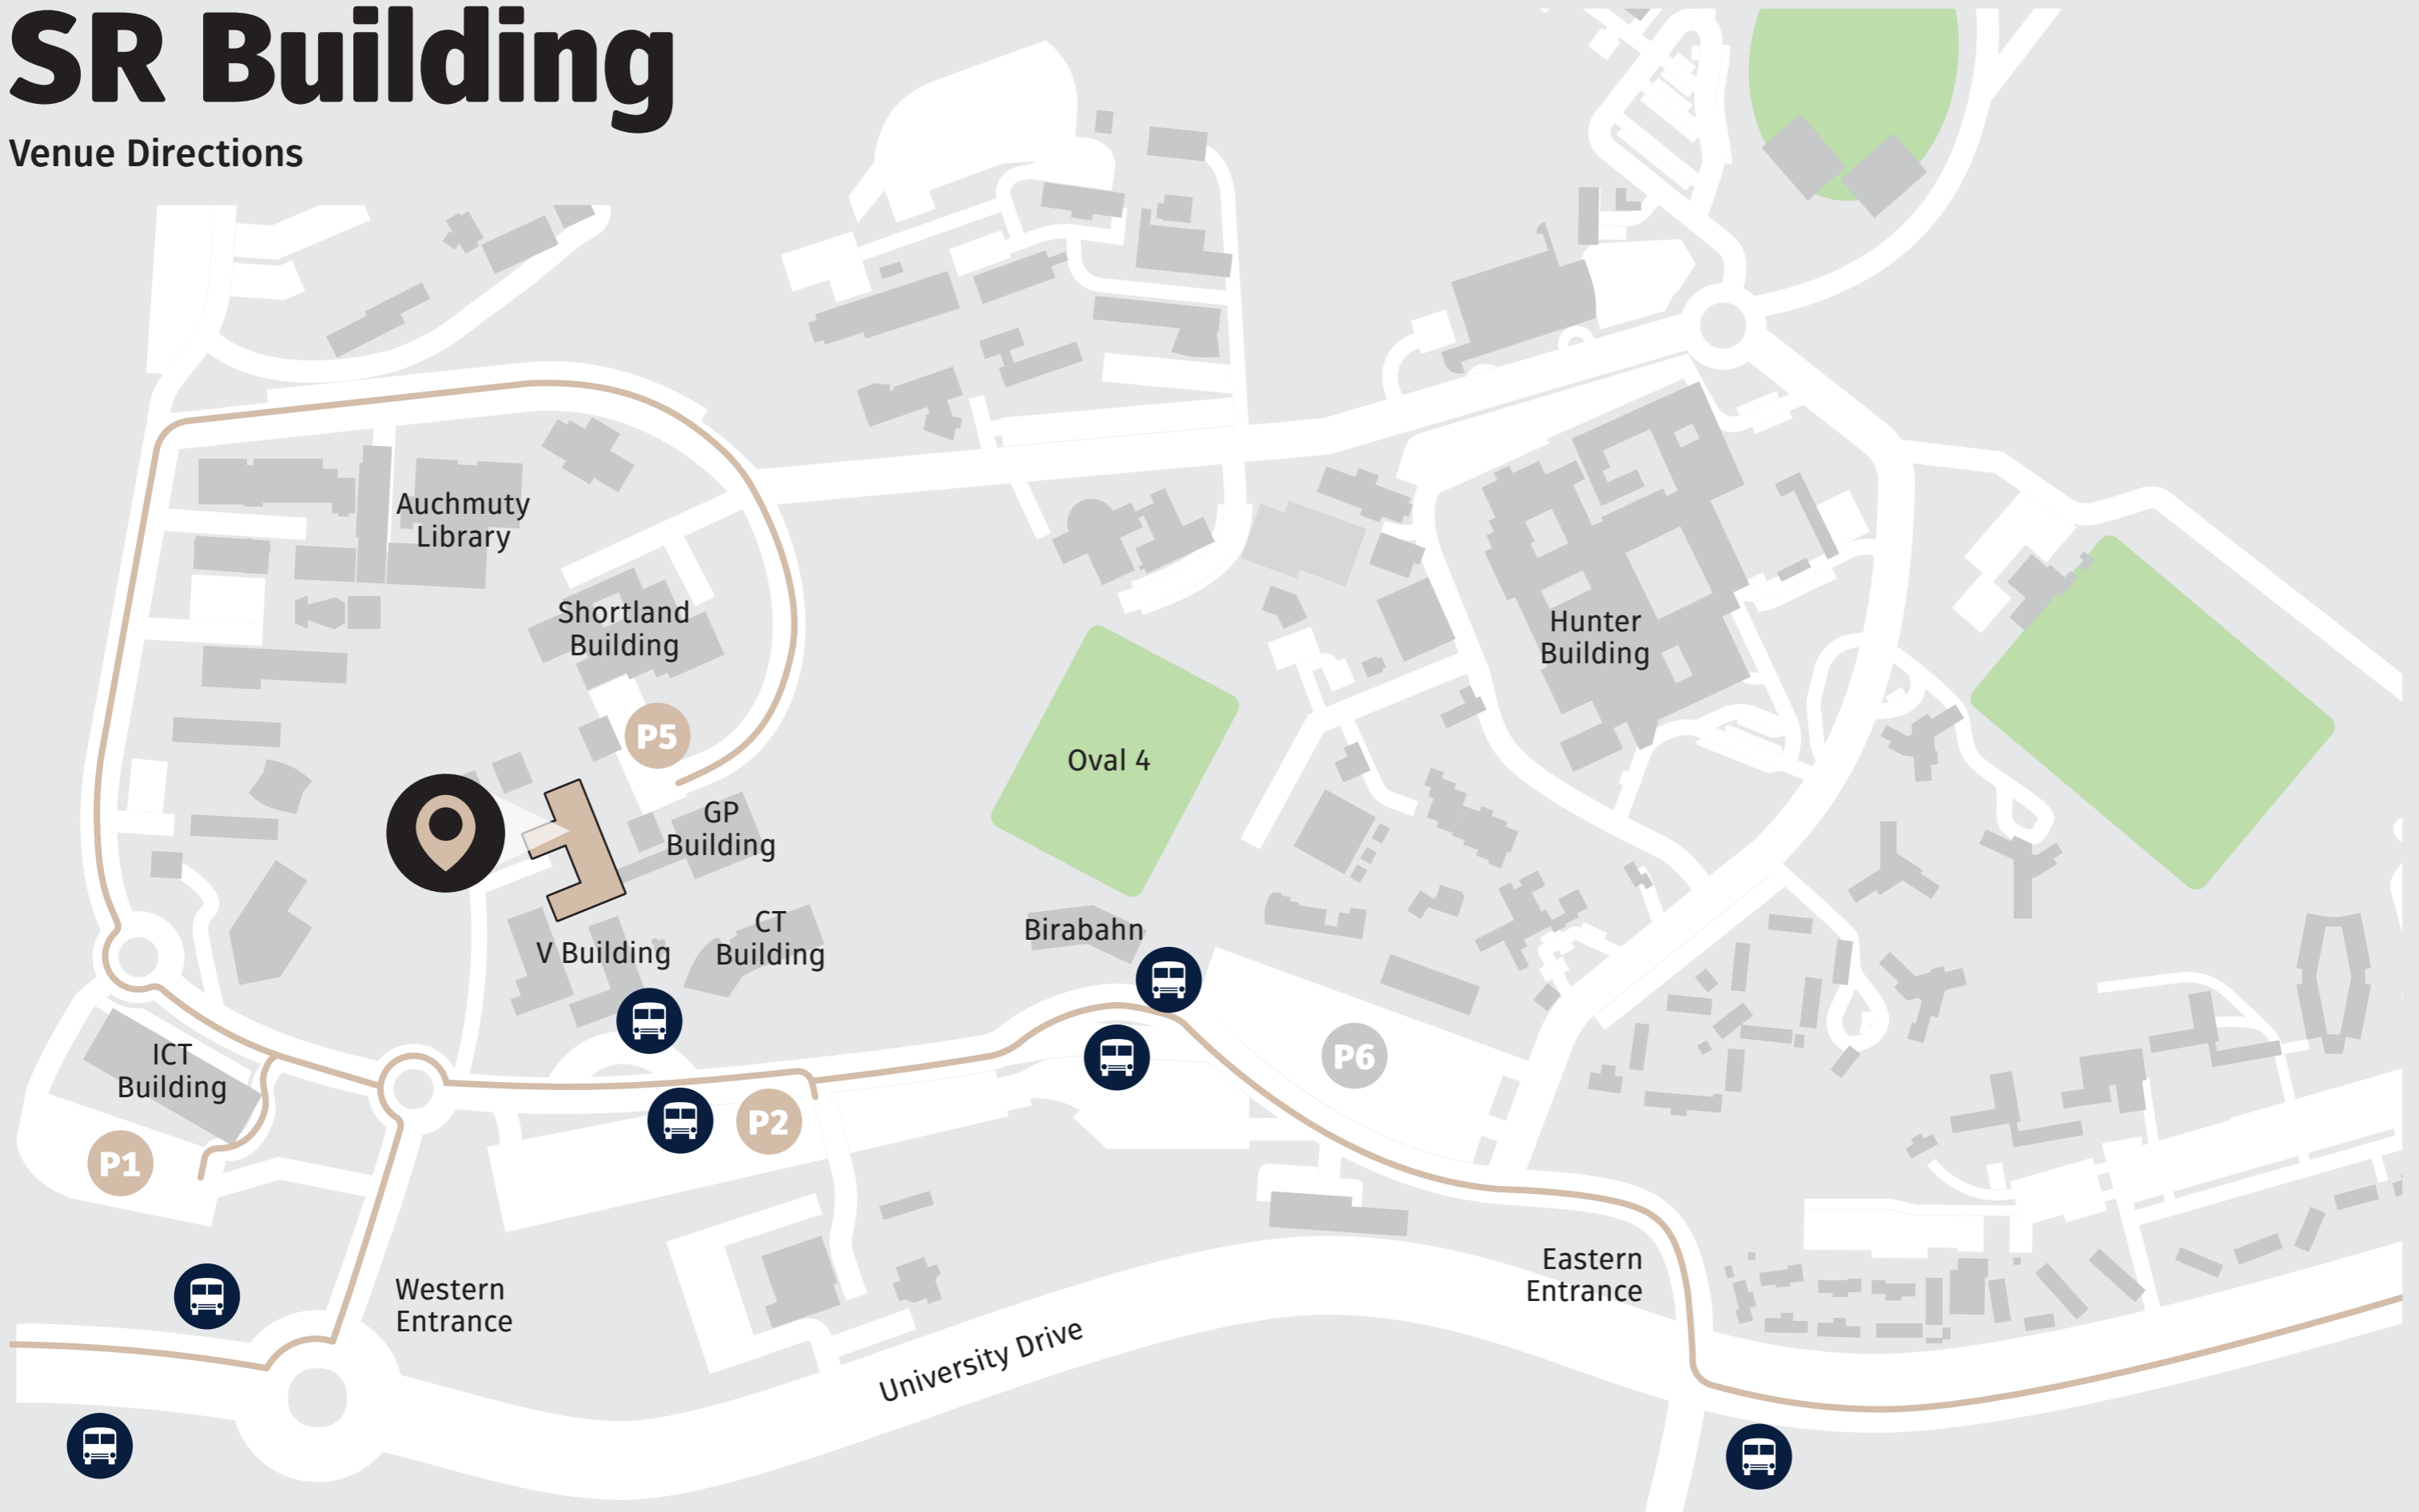 SR Building
Venue Directions
Auchmuty
Library
Shortland
Building
Hunter
Building
P5
Oval 4
GP
Building
CT
Building
V Building
Birabahn
ICT
Building
P6
P2
P1
Western
Entrance
Eastern
Entrance
University Drive